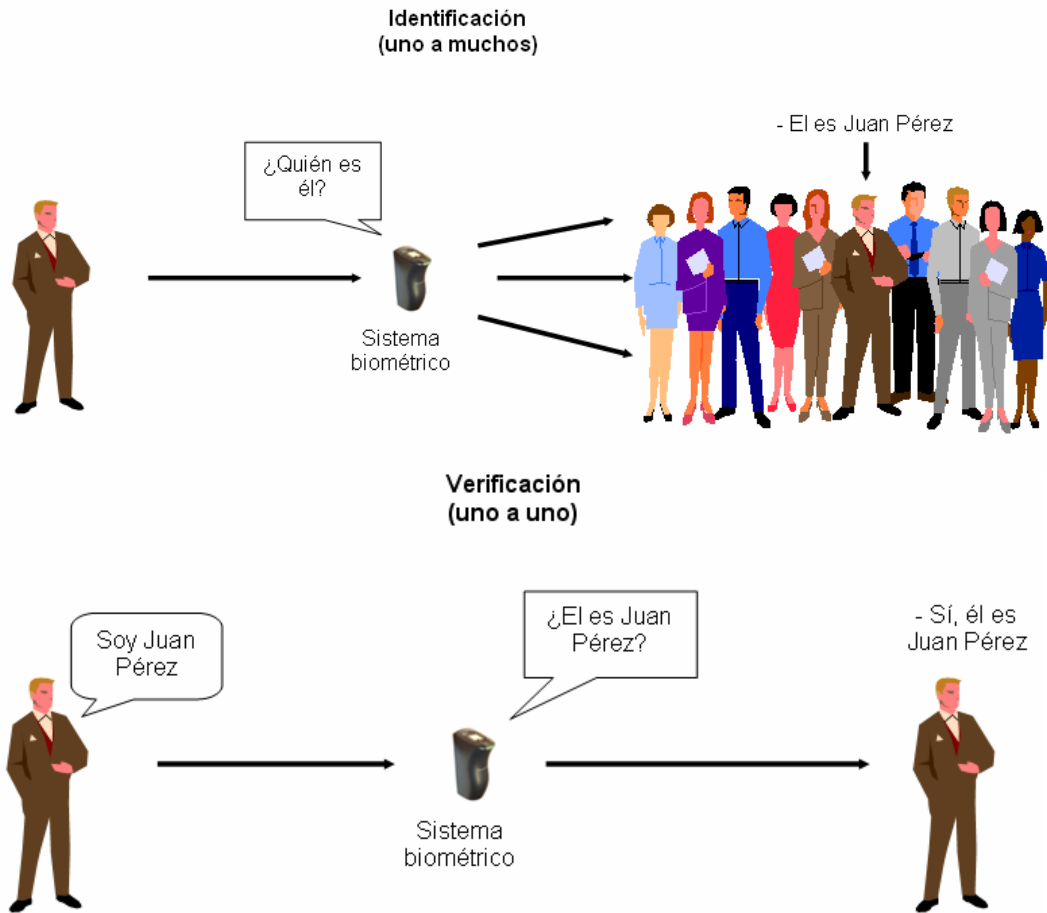 Identificación
(uno a muchos)
- El es Juan Pérez
¿Quién es
él?
Sistema
biométrico
Verificación
(uno a uno)
Soy Juan
Pérez
¿El es Juan
Pérez?
- Sí, él es
Juan Pérez
Sistema
biométrico